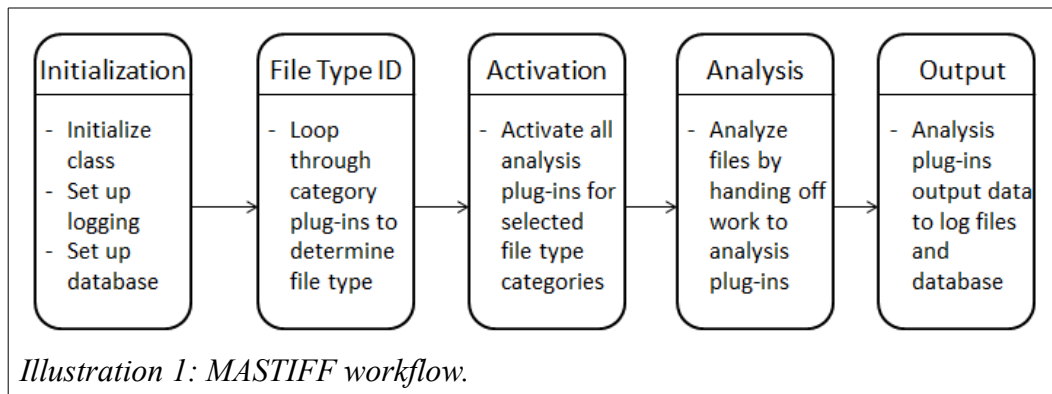 Initialization
- Initialize
class
- Set up
logging
- Set up
database
File Type ID
- Loop
through
category
plug-ins to
determine
file type
Activation
- Activate all
analysis
plug-ins for
selected
file type
categories
Analysis
- Analyze
files by
handing off
work to
analysis
plug-ins
Output
- Analysis
plug-ins
output data
to log files
and
database
Illustration 1: MASTIFF workflow.